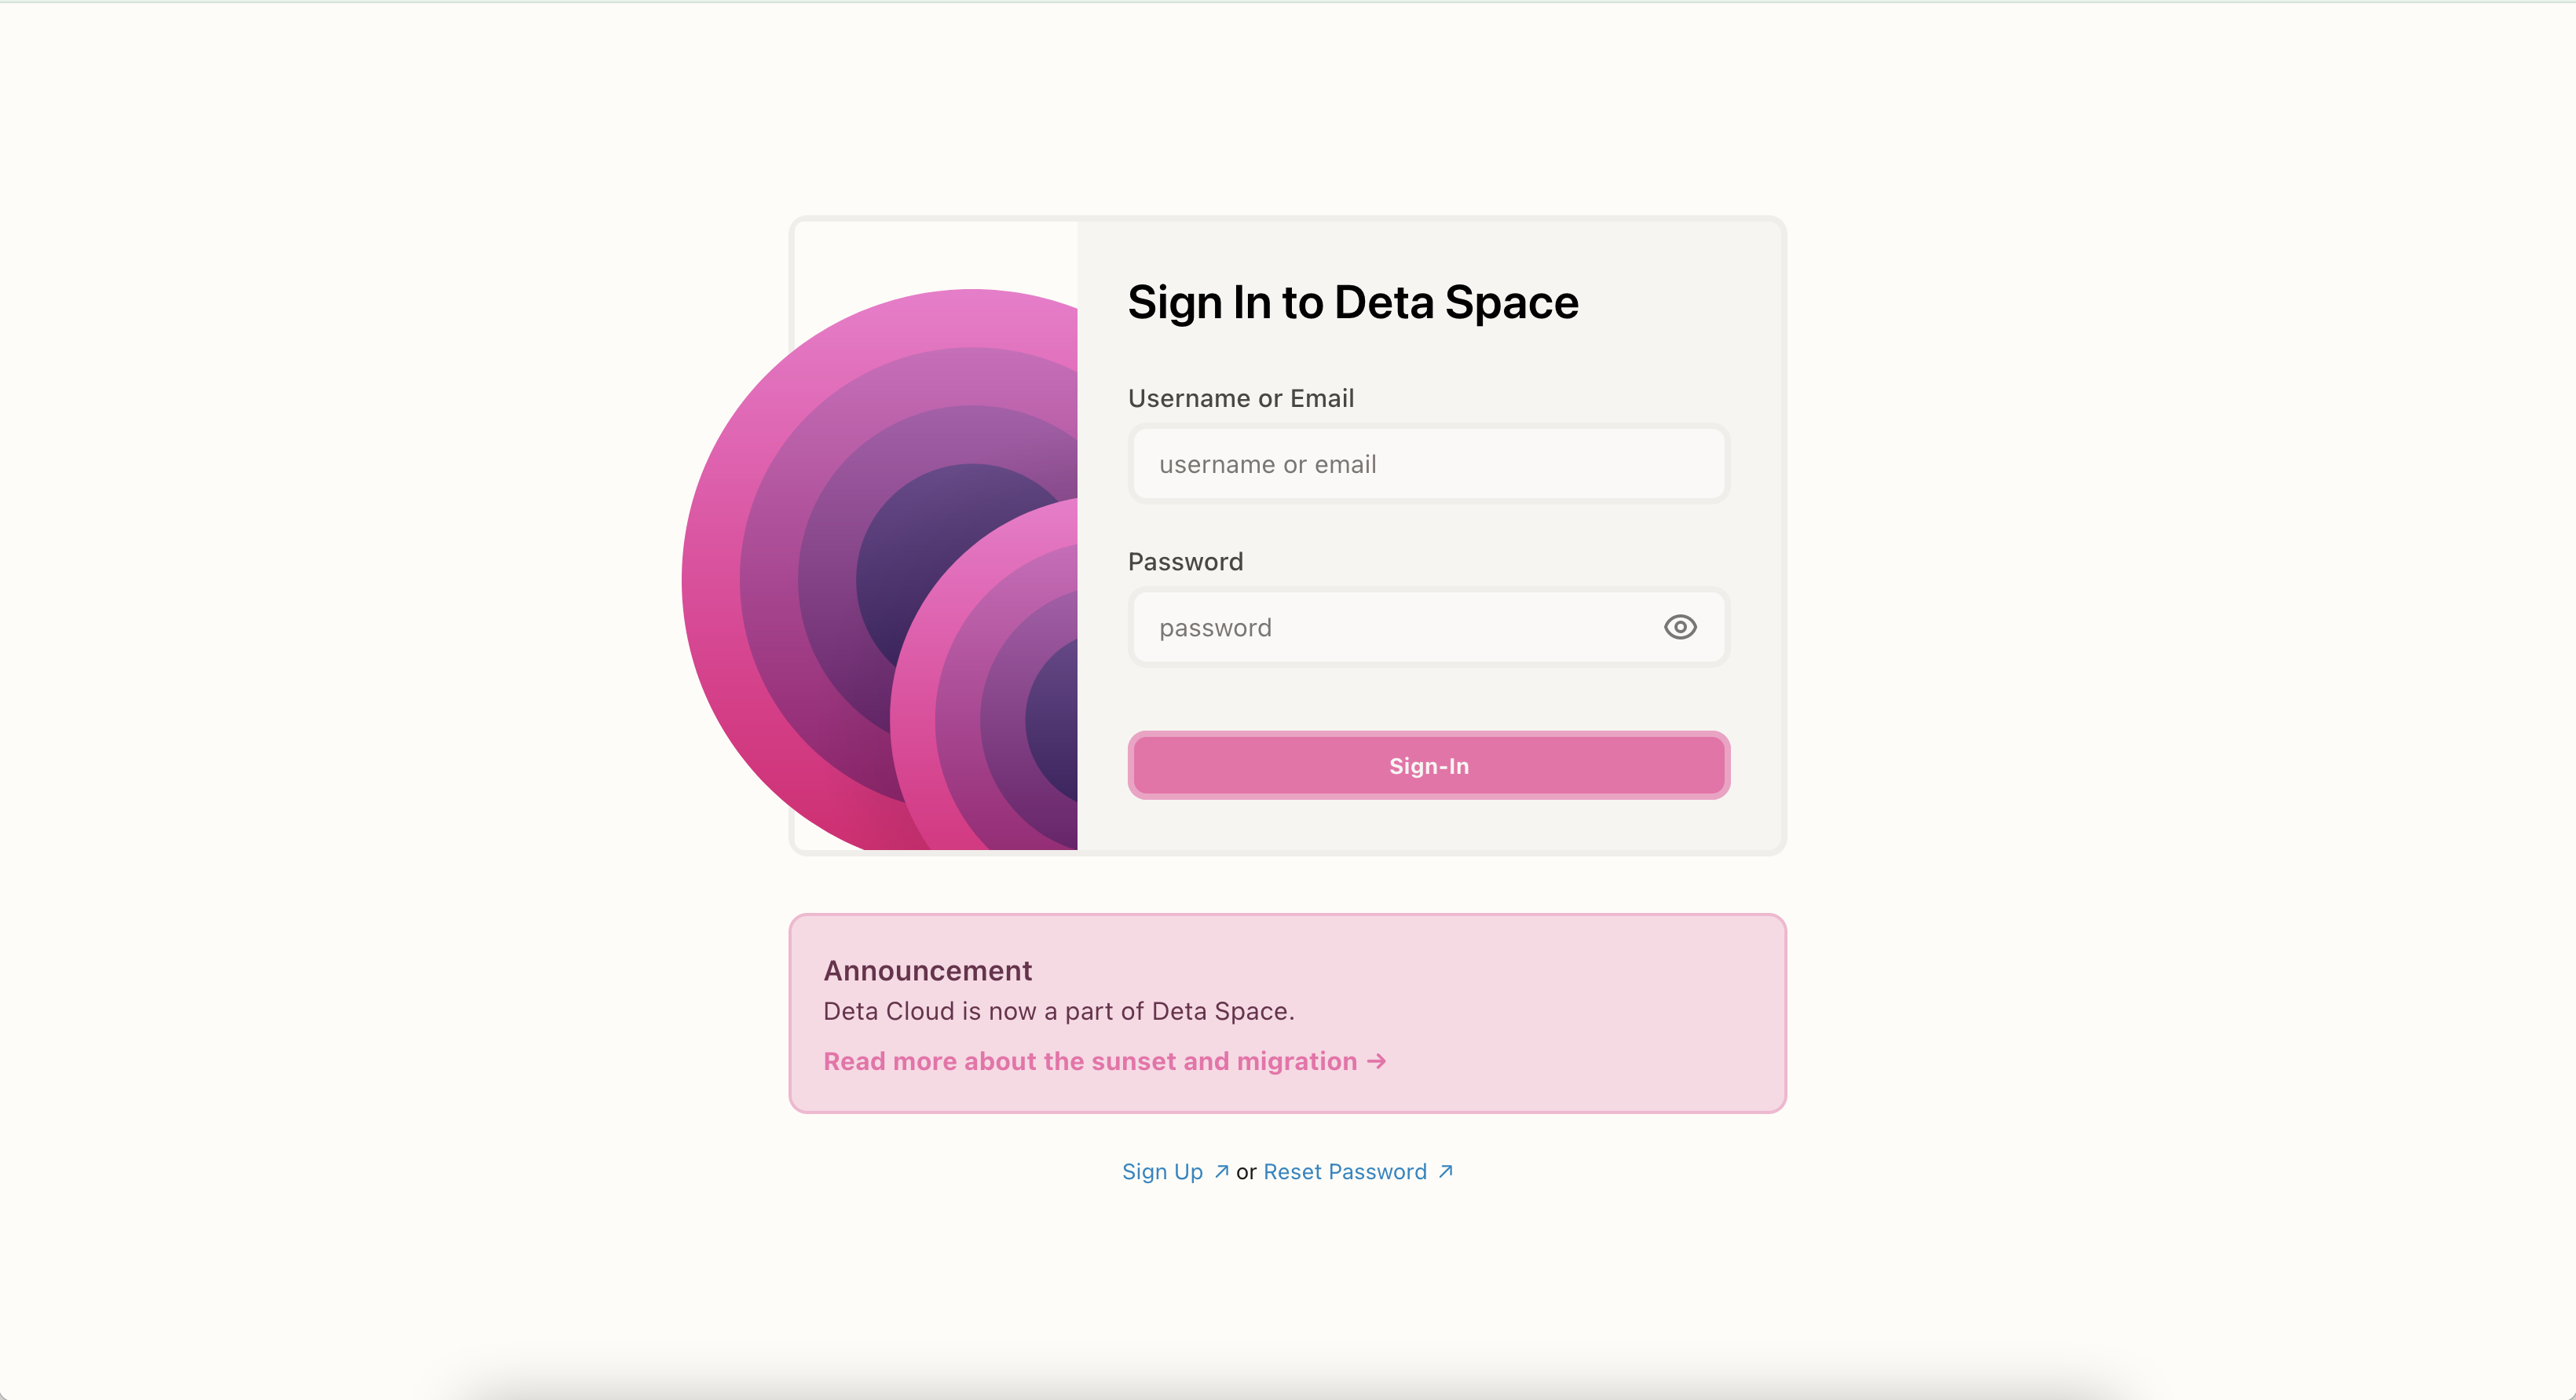 Sign In to Deta Space
Username or Email
username or email
Password
password
Sign-In
Announcement
Deta Cloud is now a part of Deta Space.
Read more about the sunset and migration →
Sign Up ↗ or Reset Password ↗